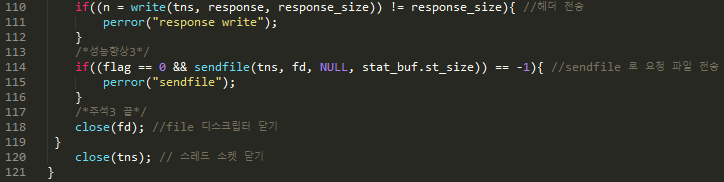 110 if((n = write(tns, response, response_size)) != response_size){ //헤더 전송
111 perror("response write");
112 }
113 /*성능향상3*/
114 if((flag == 0 && sendfile(tns, fd, NULL, stat_buf.st_size)) == -1){ //sendfile 로 요청 파일 전송
115 perror("sendfile");
116 }
117 /*주석3 끝*/
118 close(fd); //file 디스크립터 닫기
119 }
120 close(tns); // 스레드 소켓 닫기
121 }